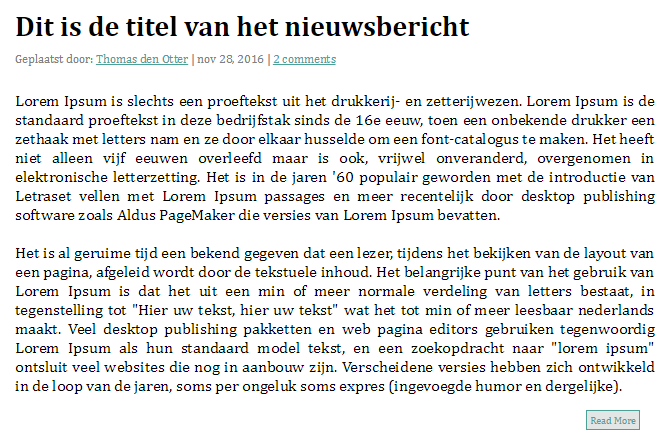 Dit is de titel van het nieuwsbericht
Geplaatst door: Thomas den Otter | nov 28, 2016 | 2 comments
Lorem Ipsum is slechts een proeftekst uit het drukkerij- en zetterijwezen. Lorem Ipsum is de
standaard proeftekst in deze bedrijfstak sinds de 16e eeuw, toen een onbekende drukker een
zethaak met letters nam en ze door elkaar husselde om een font-catalogus te maken. Het heeft
niet alleen vijf eeuwen overleefd maar is ook, vrijwel onveranderd, overgenomen in
elektronische letterzetting. Het is in de jaren '60 populair geworden met de introductie van
Letraset vellen met Lorem Ipsum passages en meer recentelijk door desktop publishing
software zoals Aldus PageMaker die versies van Lorem Ipsum bevatten.
Het is al geruime tijd een bekend gegeven dat een lezer, tijdens het bekijken van de layout van
een pagina, afgeleid wordt door de tekstuele inhoud. Het belangrijke punt van het gebruik van
Lorem Ipsum is dat het uit een min of meer normale verdeling van letters bestaat, in
tegenstelling tot "Hier uw tekst, hier uw tekst" wat het tot min of meer leesbaar nederlands
maakt. Veel desktop publishing pakketten en web pagina editors gebruiken tegenwoordig
Lorem Ipsum als hun standaard model tekst, en een zoekopdracht naar "lorem ipsum"
ontsluit veel websites die nog in aanbouw zijn. Verscheidene versies hebben zich ontwikkeld
in de loop van de jaren, soms per ongeluk soms expres (ingevoegde humor en dergelijke).
Read More